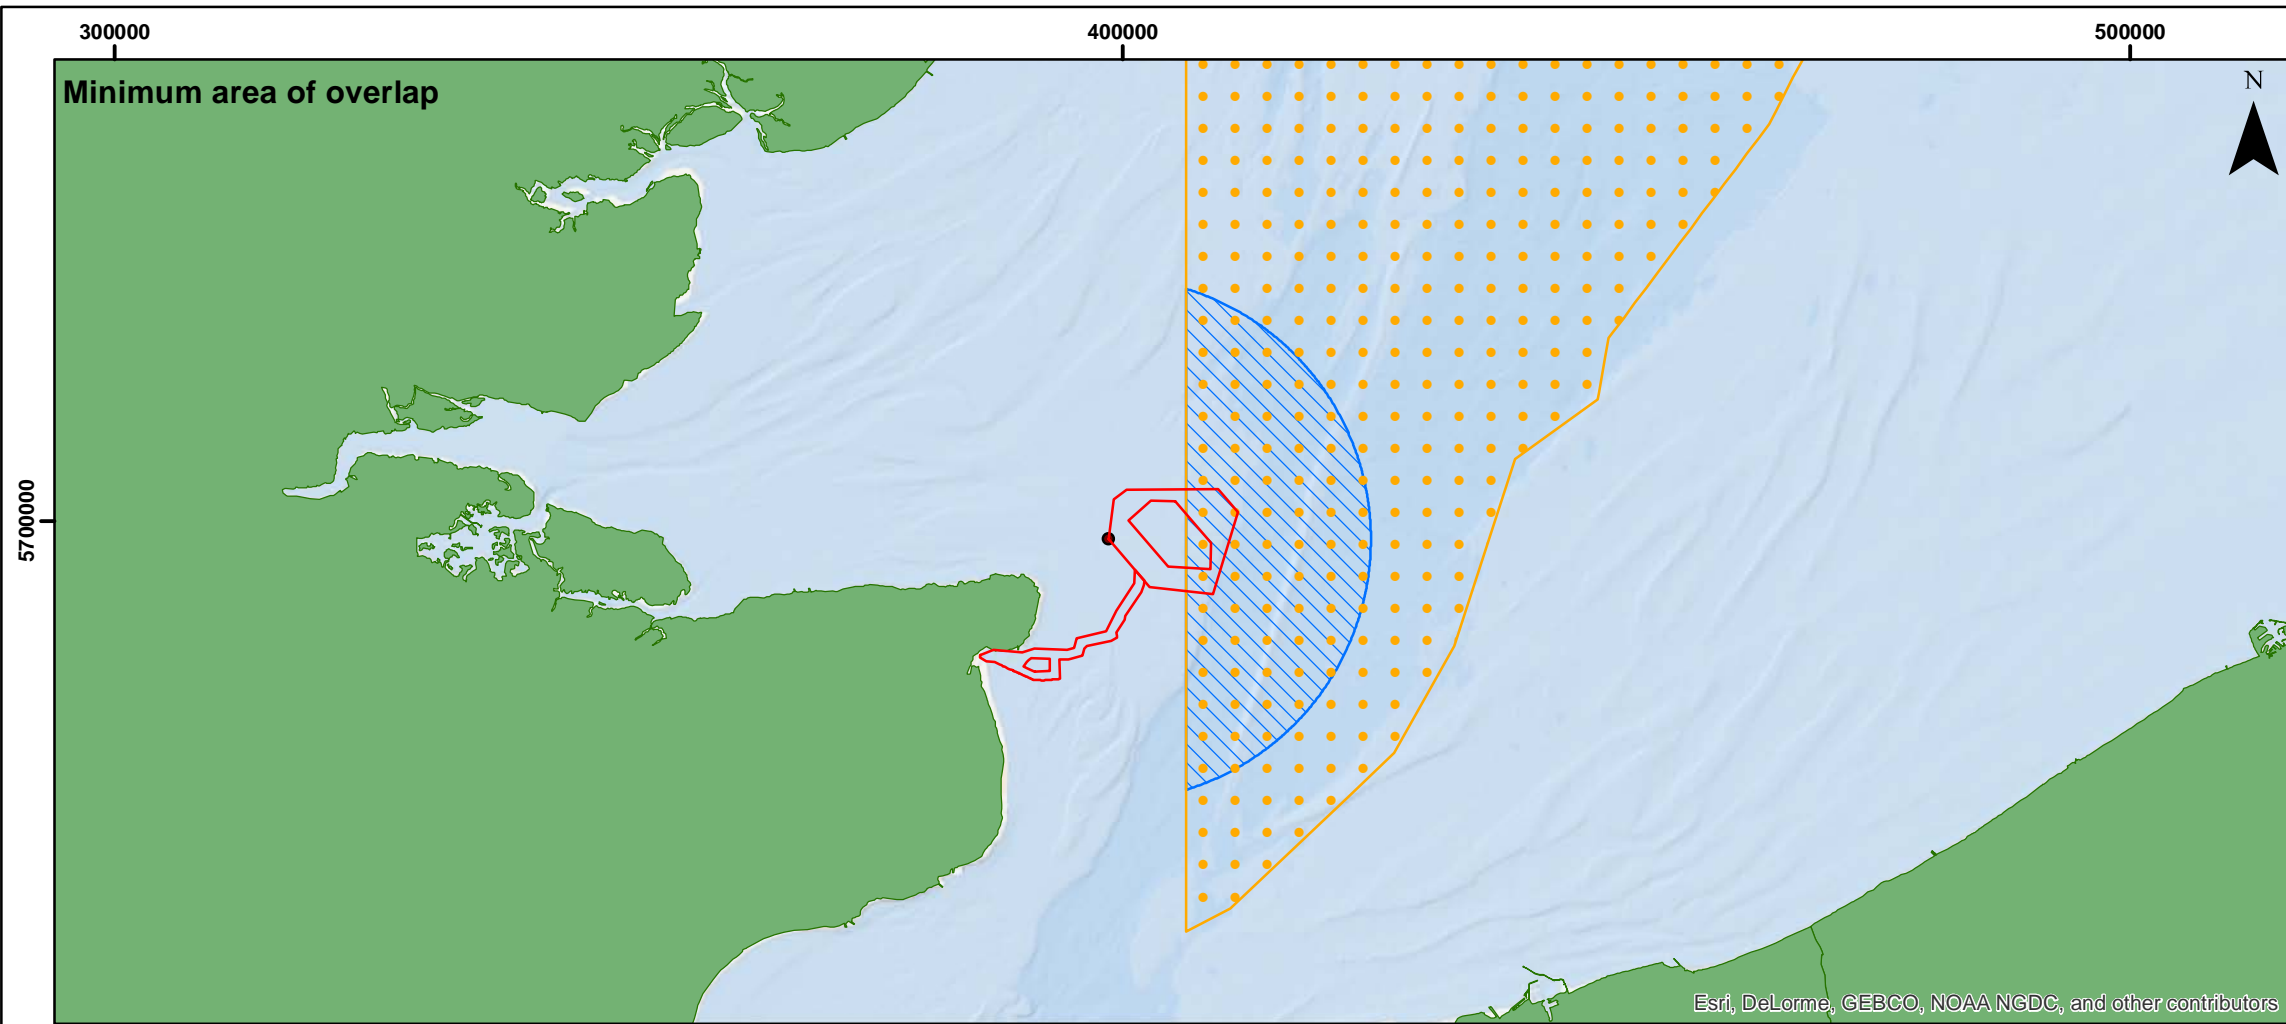 300000 400000 500000
Minimum area of overlap
N
5700000
Esri, DeLorme, GEBCO, NOAA NGDC, and other contributors